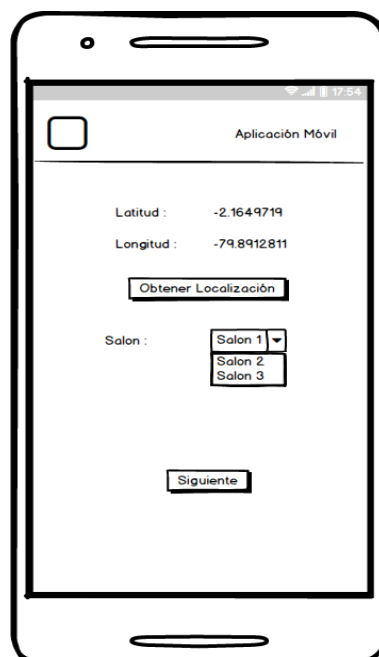 17:54
Aplicación Móvil
Latitud : -2.1649719
Longitud : -79.8912811
Obtener Localización
Salon : Salon 1
Salon 2
Salon 3
Siguiente